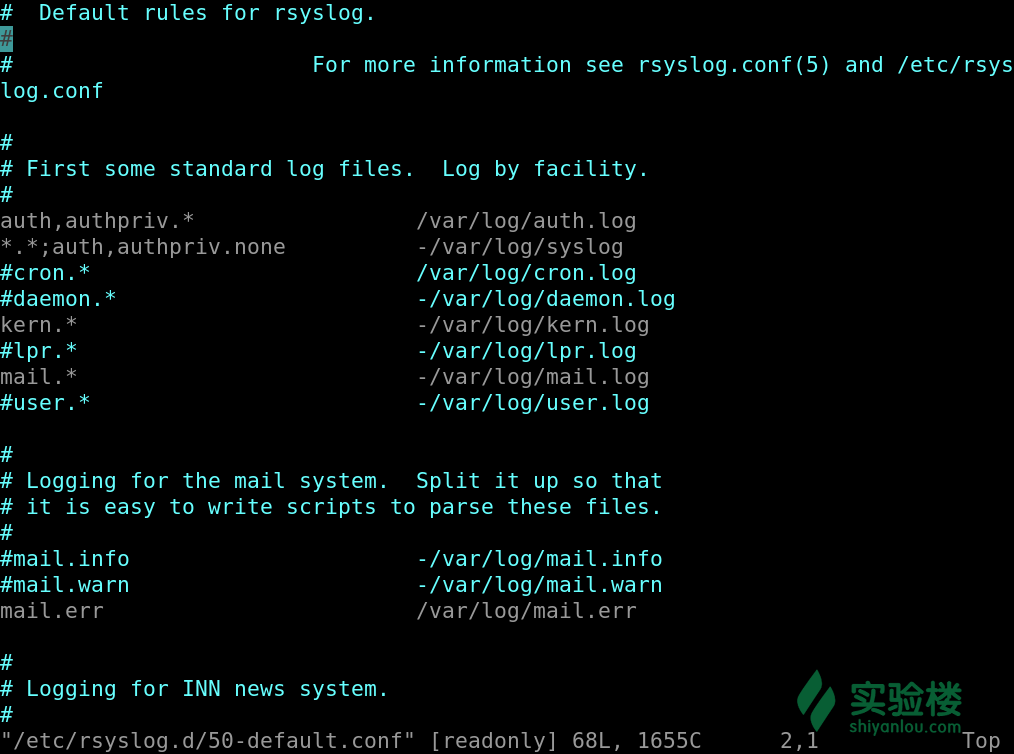 #  Default rules for rsyslog.
#
#                       For more information see rsyslog.conf(5) and /etc/rsys
log.conf

#
# First some standard log files.  Log by facility.
#
auth,authpriv.*                 /var/log/auth.log
*.*;auth,authpriv.none          -/var/log/syslog
#cron.*                         /var/log/cron.log
#daemon.*                       -/var/log/daemon.log
kern.*                          -/var/log/kern.log
#lpr.*                          -/var/log/lpr.log
mail.*                          -/var/log/mail.log
#user.*                         -/var/log/user.log

#
# Logging for the mail system.  Split it up so that
# it is easy to write scripts to parse these files.
#
#mail.info                      -/var/log/mail.info
#mail.warn                      -/var/log/mail.warn
mail.err                        /var/log/mail.err

#
# Logging for INN news system.
#
"/etc/rsyslog.d/50-default.conf" [readonly] 68L, 1655C      2,1           Top
实验楼
shiyanlou.com